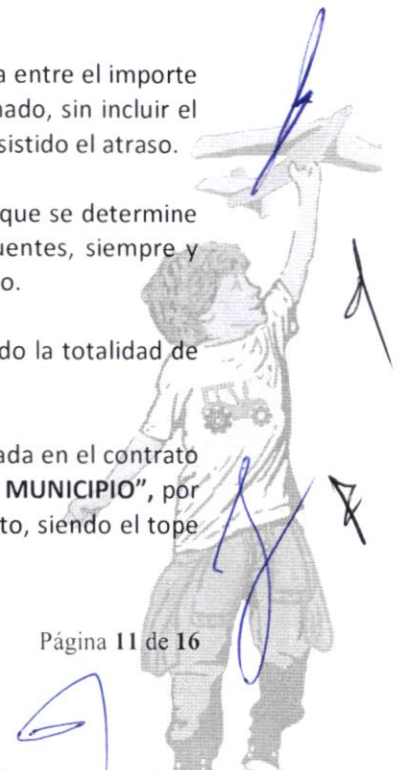 a entre el importe
nado, sin incluir el
sistido el atraso.
que se determine
uentes, siempre y
o.
do la totalidad de
ada en el contrato
MUNICIPIO", por
to, siendo el tope
Página 11 de 16